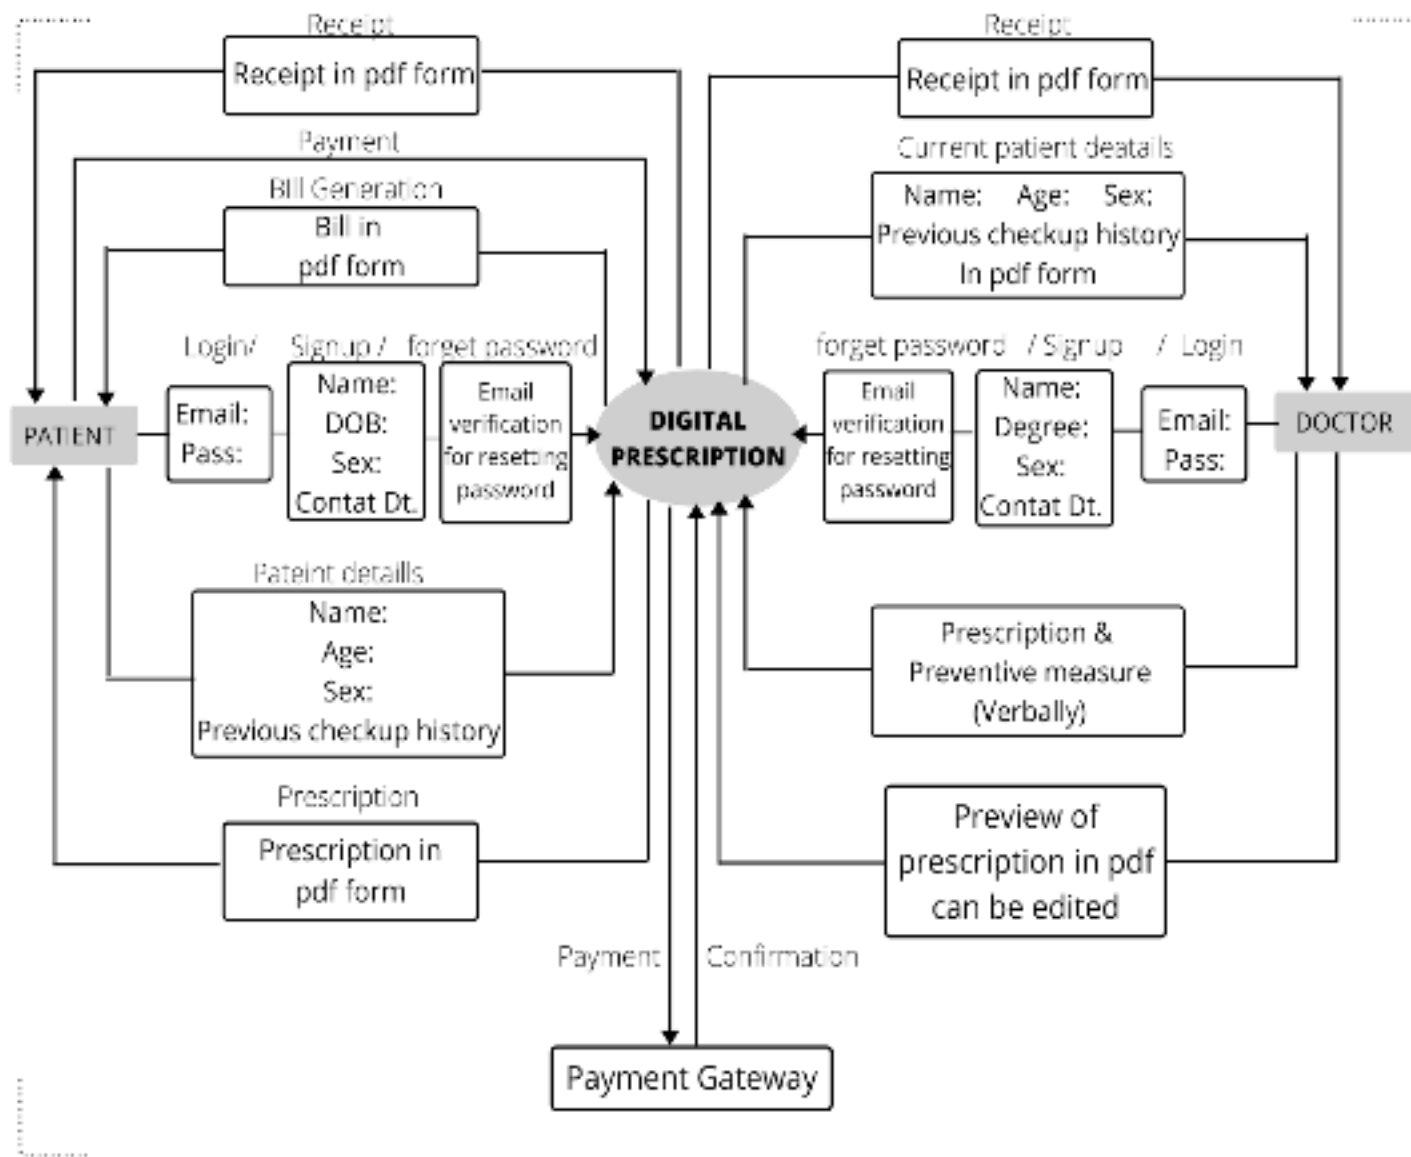 Receipt
Receipt in pdf form
Payment
BIll Generation
Bill in
pdf form
Login/ Signup / forget password
PATIENT
Email:
Pass:
Name:
DOB:
Sex:
Contat Dt.
Email
verification
for resetting
password
Pateint detaills
Name:
Age:
Sex:
Previous checkup history
Prescription
Prescription in
pdf form
DIGITAL
PRESCRIPTION
Receipt
Receipt in pdf form
Current patient deatails
Name: Age: Sex:
Previous checkup history
In pdf form
forget password / Signup / Login
Email
verification
for resetting
password
Name:
Degree:
Sex:
Contat Dt.
Email:
Pass:
DOCTOR
Prescription &
Preventive measure
(Verbally)
Preview of
prescription in pdf
can be edited
Payment
Confirmation
Payment Gateway